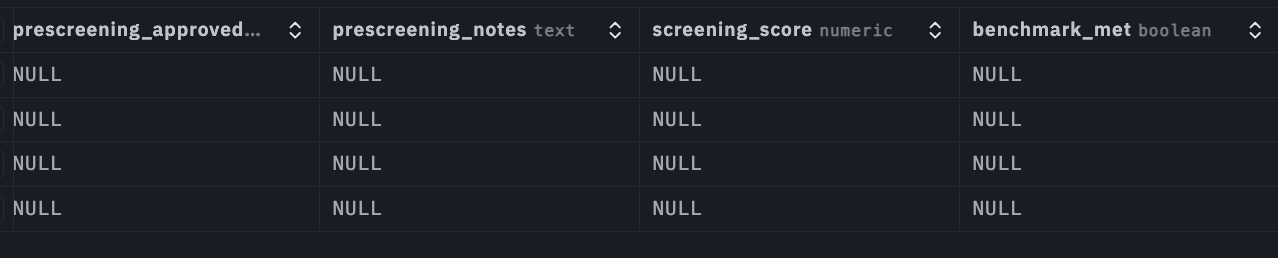 prescreening_approved... prescreening_notes text screening_score numeric benchmark_met boolean
NULL NULL NULL NULL
NULL NULL NULL NULL
NULL NULL NULL NULL
NULL NULL NULL NULL